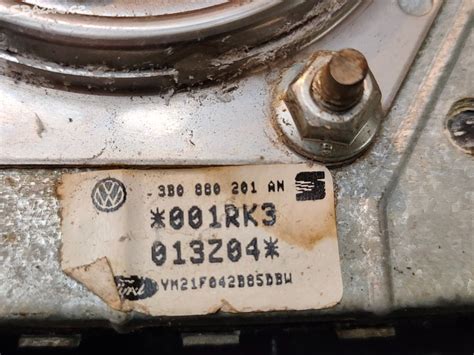 3B0 880 201 AN
*001RK3
013Z04*
YM21F042B85DBW